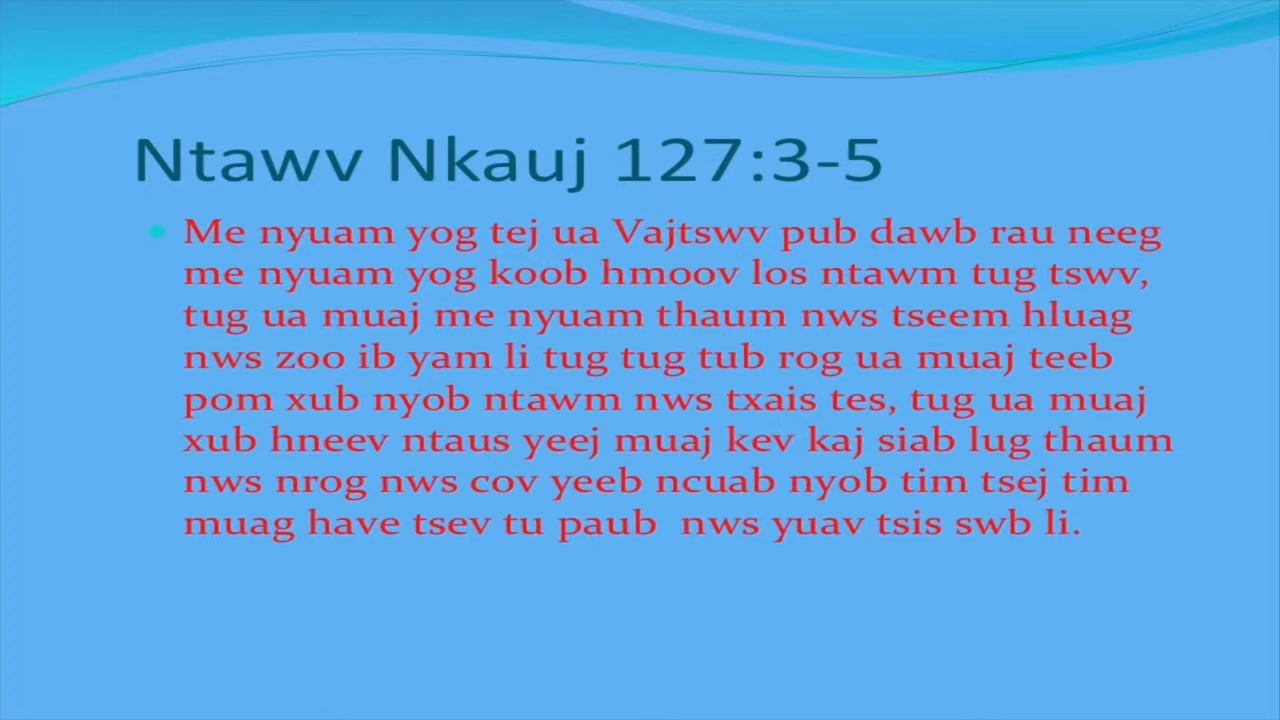 Ntawv Nkauj 127:3-5
Me nyuam yog tej ua Vajtswv pub dawb rau neeg
me nyuam yog koob hmoov los ntawm tug tswv,
tug ua muaj me nyuam thaum nws tseem hluag
nws zoo ib yam li tug tug tub rog ua muaj teeb
pom xub nyob ntawm nws txais tes, tug ua muaj
xub hneev ntaus yeej muaj kev kaj siab lug thaum
nws nrog nws cov yeeb ncuab nyob tim tsej tim
muag have tsev tu paub  nws yuav tsis swb li.